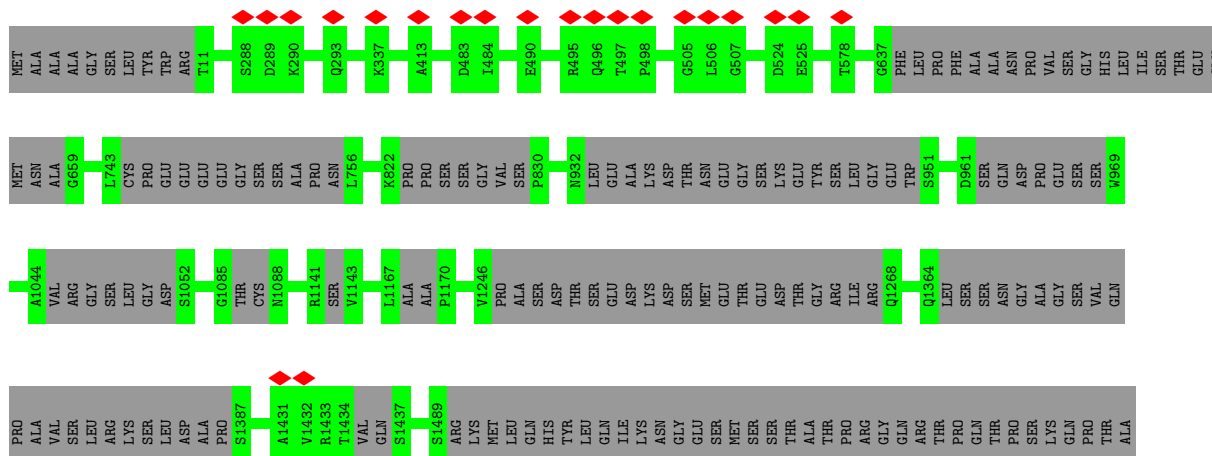 MET ALA ALA ALA GLY SER LEU TYR TRP ARG T11 S288 D289 K290 Q293 K337 A413 D483 I484 E490 R495 Q496 T497 P498 G505 L506 G507 D524 E525 T578 G637 PHE LEU PRO PHE ALA ALA ASN PRO VAL SER GLY HIS LEU ILE SER THR GLU
MET ASN ALA G659 L743 CYS PRO GLU GLU GLU GLU GLY SER SER ALA PRO ASN L756 K822 PRO PRO SER SER GLY VAL SER P830 N932 LEU GLU ALA LYS ASP THR ASN GLU GLY SER LYS GLU TYR SER LEU GLY GLU TRP S951 D961 SER GLN ASP PRO GLU SER SER W969
A1044 VAL ARG GLY SER LEU GLY ASP S1052 G1085 THR CYS N1088 R1141 SER V1143 L1167 ALA ALA P1170 V1246 PRO ALA SER ASP THR SER GLU ASP LYS ASP SER MET GLU THR GLU ASP THR GLY ARG ILE ARG Q1268 Q1364 LEU SER SER ASN GLY ALA GLY SER VAL GLN
PRO ALA VAL SER LEU ARG LYS SER LEU ASP ALA PRO S1387 A1431 V1432 R1433 T1434 VAL GLN S1437 S1489 ARG LYS MET LEU GLN HIS TYR LEU GLN ILE LYS ASN GLY GLU SER MET SER SER THR ALA THR PRO ARG GLY GLN ARG THR PRO GLN THR PRO SER LYS GLN PRO THR ALA